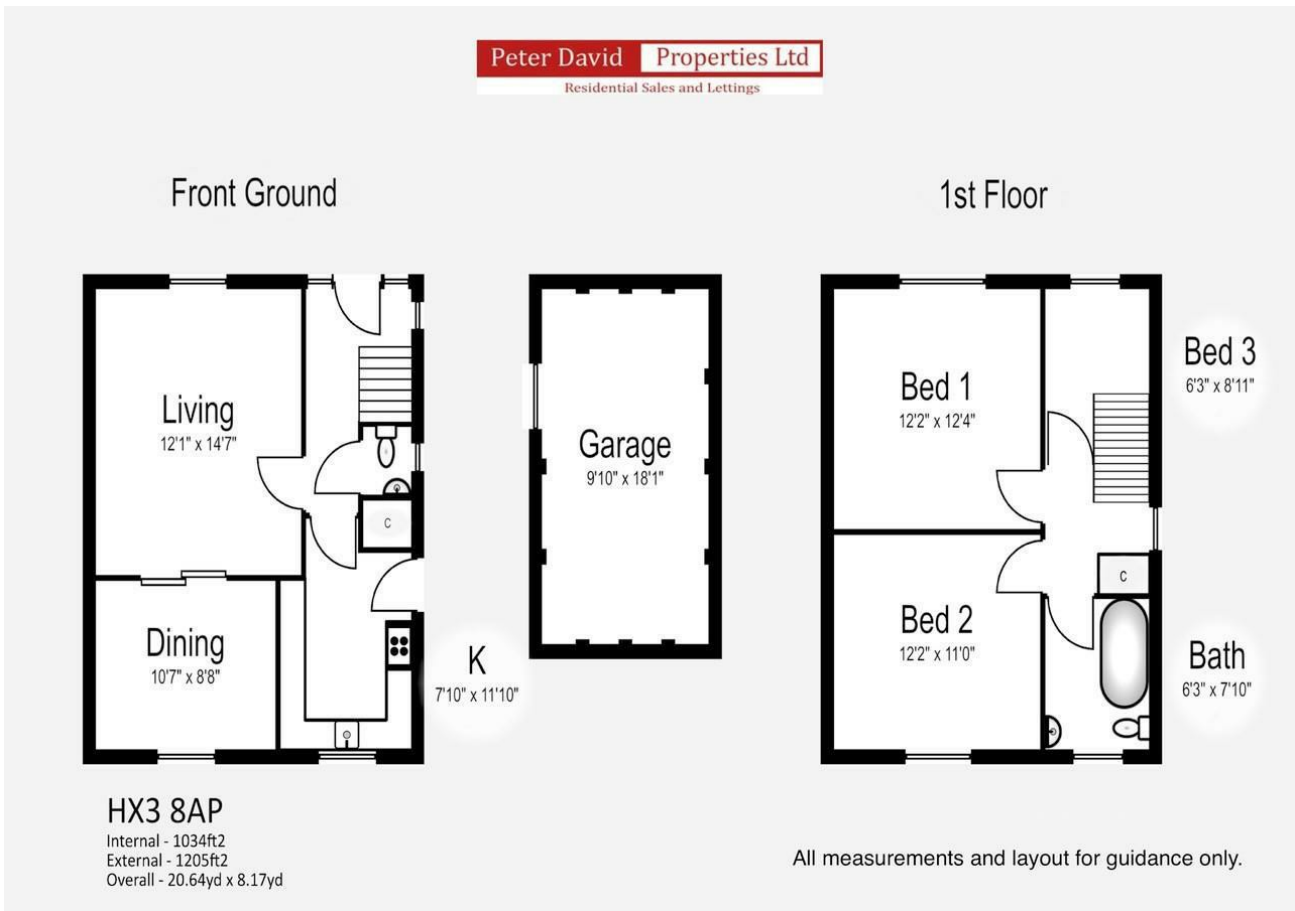 Peter David Properties Ltd
Residential Sales and Lettings
Front Ground
1st Floor
Living
12'1" x 14'7"
C
Dining
10'7" x 8'8"
K
7'10" x 11'10"
Garage
9'10" x 18'1"
Bed 1
12'2" x 12'4"
Bed 3
6'3" x 8'11"
Bed 2
12'2" x 11'0"
C
Bath
6'3" x 7'10"
HX3 8AP
Internal - 1034ft2
External - 1205ft2
Overall - 20.64yd x 8.17yd
All measurements and layout for guidance only.